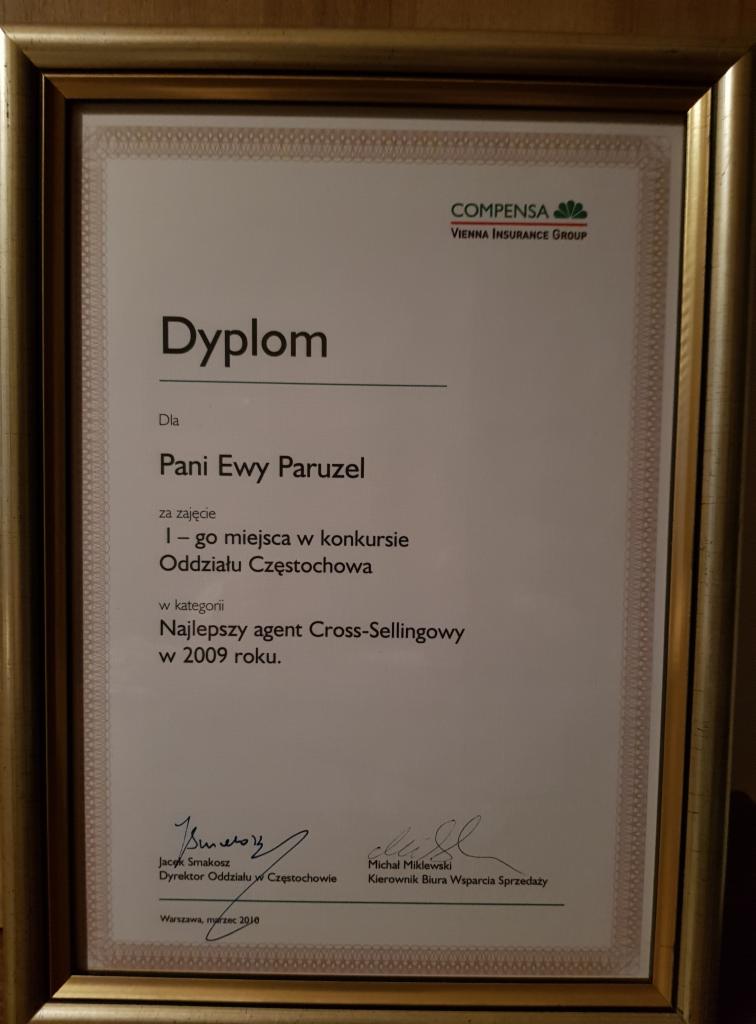 COMPENSA
VIENNA INSURANCE GROUP
Dyplom
Dla
Pani Ewy Paruzel
za zajęcie
I – go miejsca w konkursie
Oddziału Częstochowa
w kategorii
Najlepszy agent Cross-Sellingowy
w 2009 roku.
Jacek Smakosz
Dyrektor Oddziału w Częstochowie
Michał Miklewski
Kierownik Biura Wsparcia Sprzedaży
Warszawa, marzec 2010